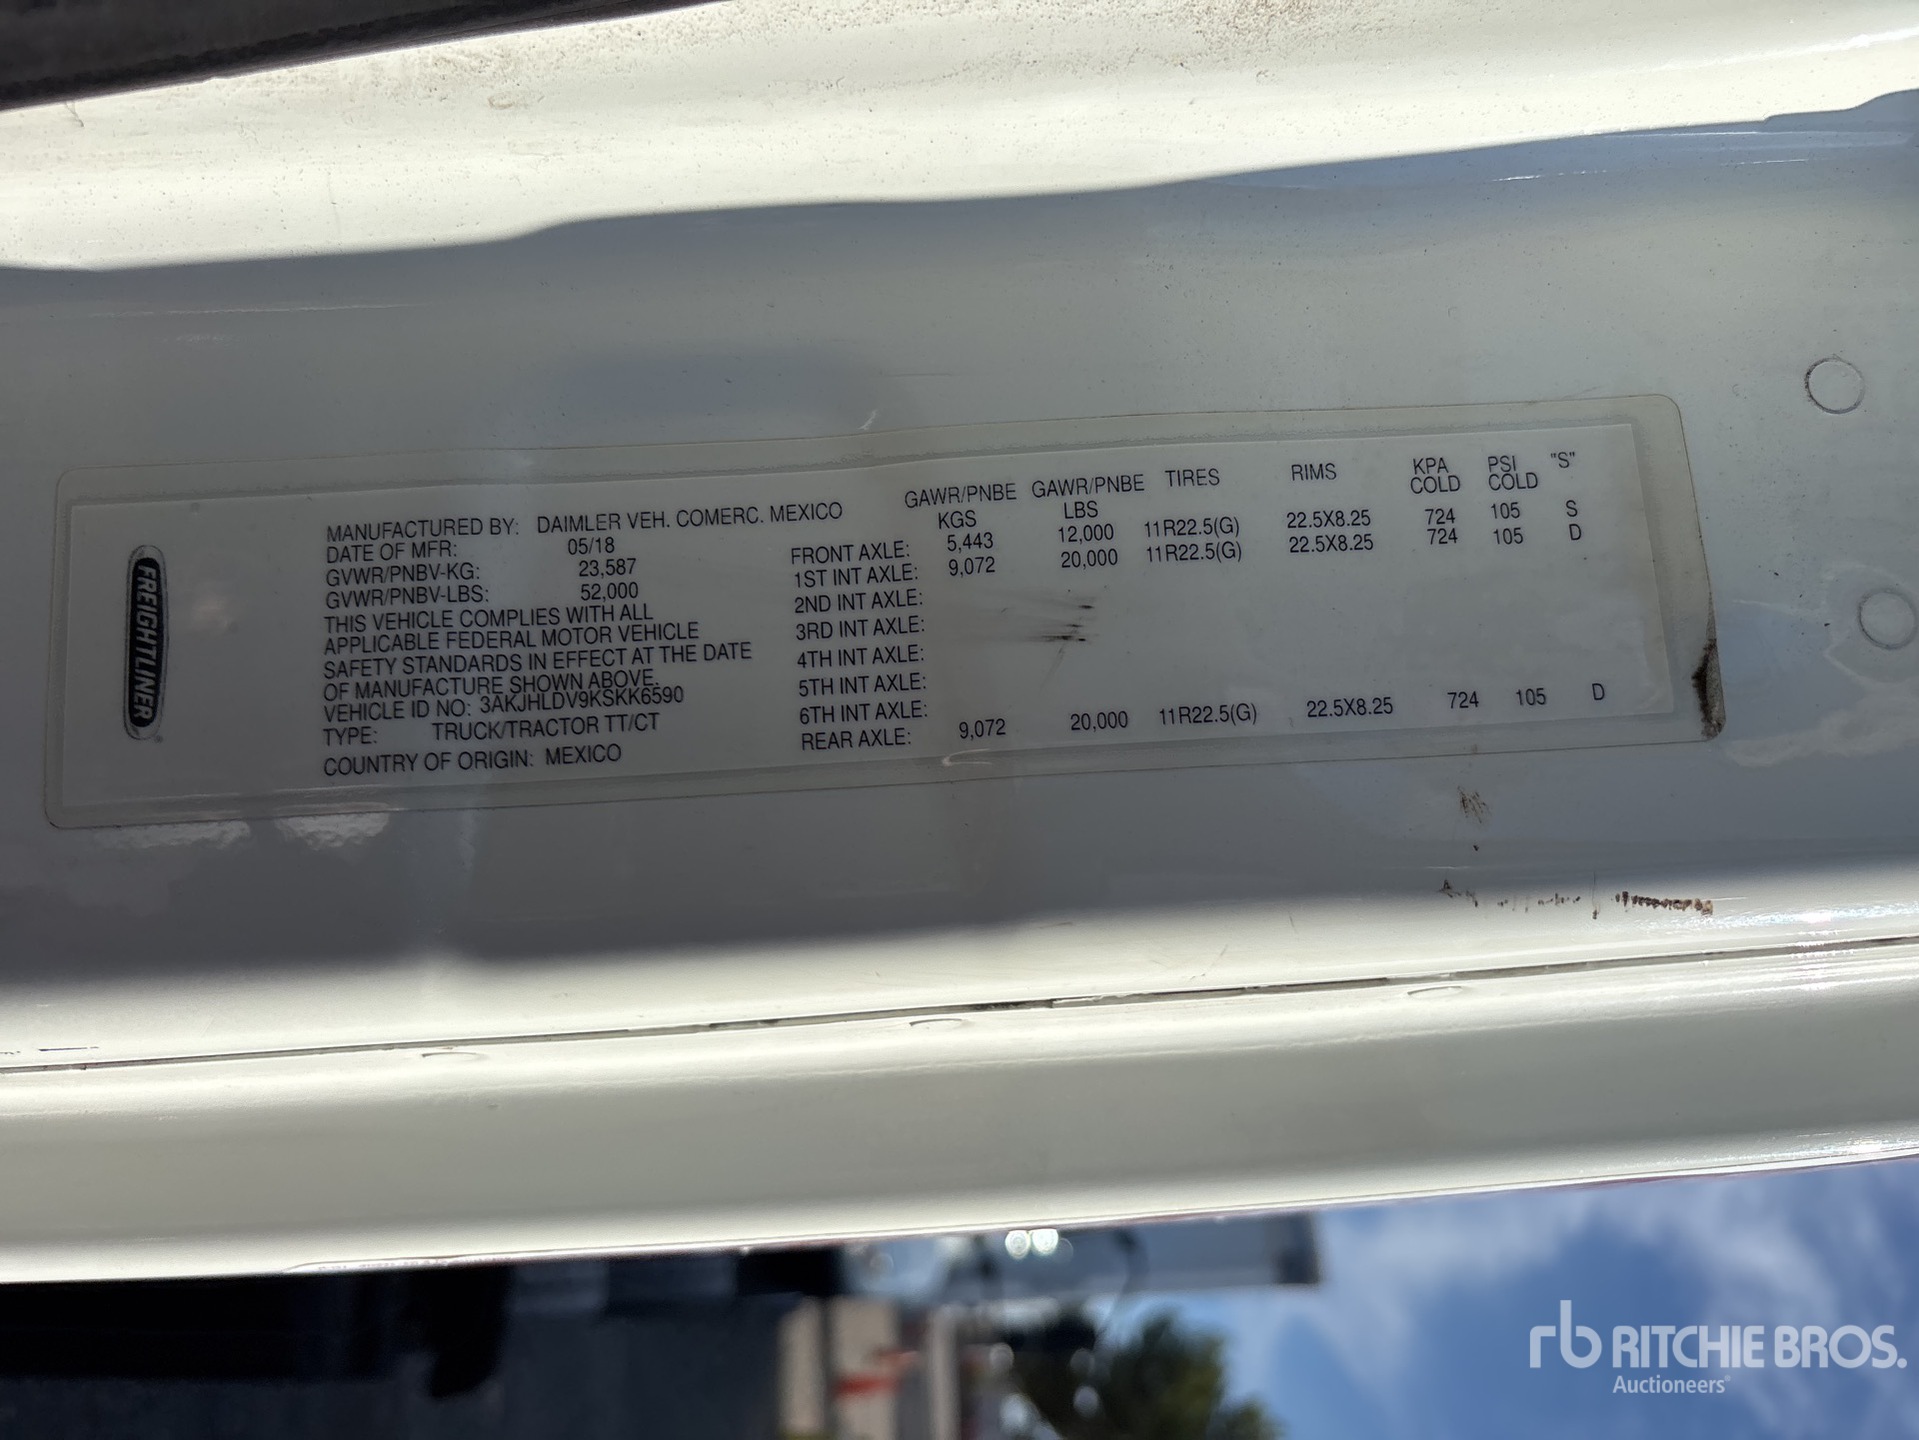 FREIGHTLINER
MANUFACTURED BY: DAIMLER VEH. COMERC. MEXICO
DATE OF MFR: 05/18
GVWR/PNBV-KG: 23,587
GVWR/PNBV-LBS: 52,000
THIS VEHICLE COMPLIES WITH ALL
APPLICABLE FEDERAL MOTOR VEHICLE
SAFETY STANDARDS IN EFFECT AT THE DATE
OF MANUFACTURE SHOWN ABOVE.
VEHICLE ID NO: 3AKJHLDV9KSKK6590
TYPE: TRUCK/TRACTOR TT/CT
COUNTRY OF ORIGIN: MEXICO
GAWR/PNBE GAWR/PNBE TIRES RIMS KPA PSI "S"
KGS LBS COLD COLD
FRONT AXLE: 5,443 12,000 11R22.5(G) 22.5X8.25 724 105 S
1ST INT AXLE: 9,072 20,000 11R22.5(G) 22.5X8.25 724 105 D
2ND INT AXLE:
3RD INT AXLE:
4TH INT AXLE:
5TH INT AXLE:
6TH INT AXLE:
REAR AXLE: 9,072 20,000 11R22.5(G) 22.5X8.25 724 105 D
rb RITCHIE BROS.
Auctioneers